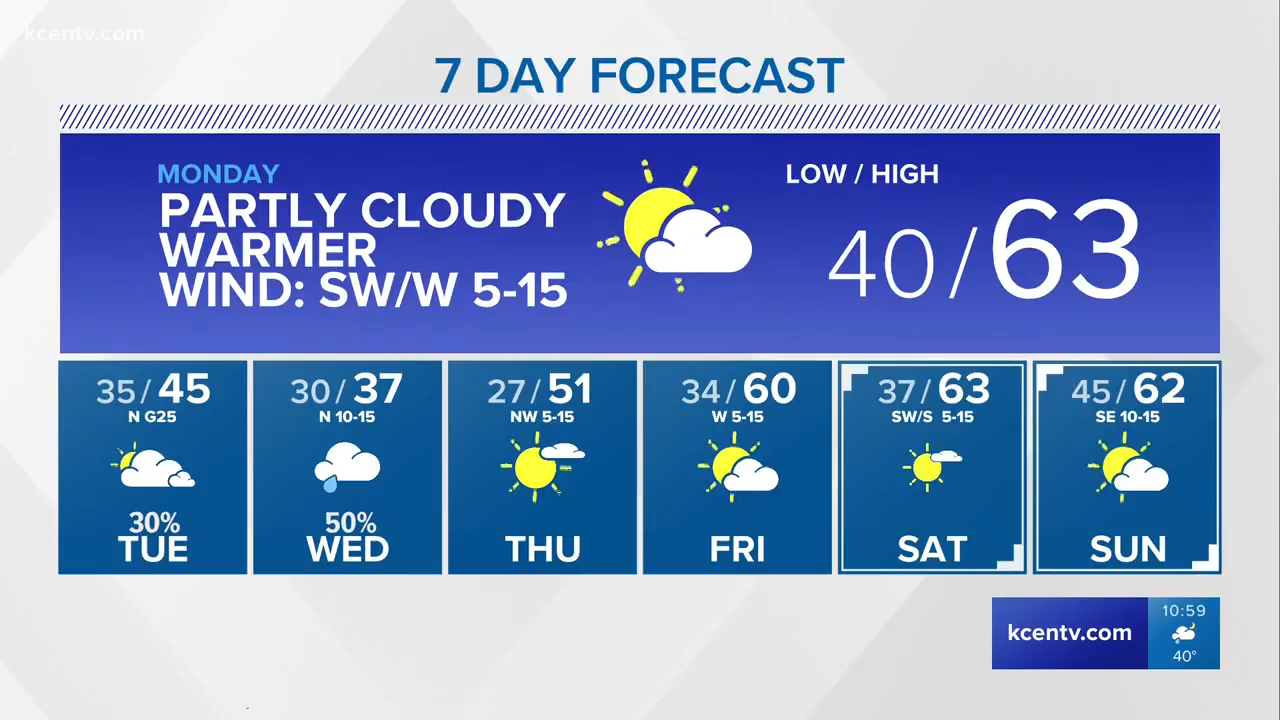 kcentv.com
7 DAY FORECAST
MONDAY
PARTLY CLOUDY
WARMER
WIND: SW/W 5-15
LOW / HIGH
40/63
35/45
N G25
30%
TUE
30/37
N 10-15
50%
WED
27/51
NW 5-15
THU
34/60
W 5-15
FRI
37/63
SW/S 5-15
SAT
45/62
SE 10-15
SUN
kcentv.com
10:59
40°